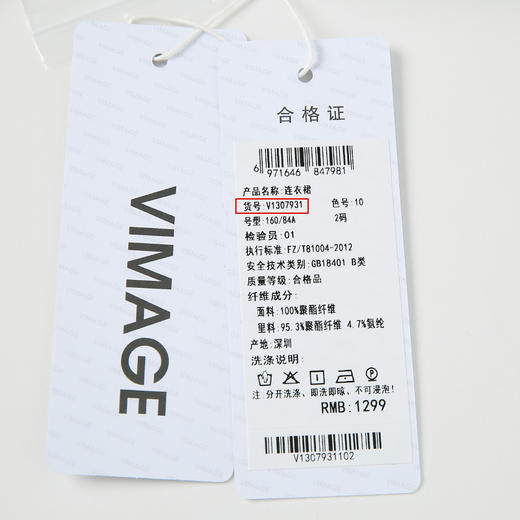 VIMAGE
合格证
6 971646 847981
产品名称:连衣裙
货号:V1307931 色号:10
号型:160/84A 2码
检验员:01
执行标准:FZ/T81004-2012
安全技术类别:GB18401 B类
质量等级:合格品
纤维成分:
面料:100%聚酯纤维
里料:95.3%聚酯纤维 4.7%氨纶
产地:深圳
洗涤说明:
注:分开洗涤、即洗即晾、不可浸泡!
RMB:1299
V1307931102